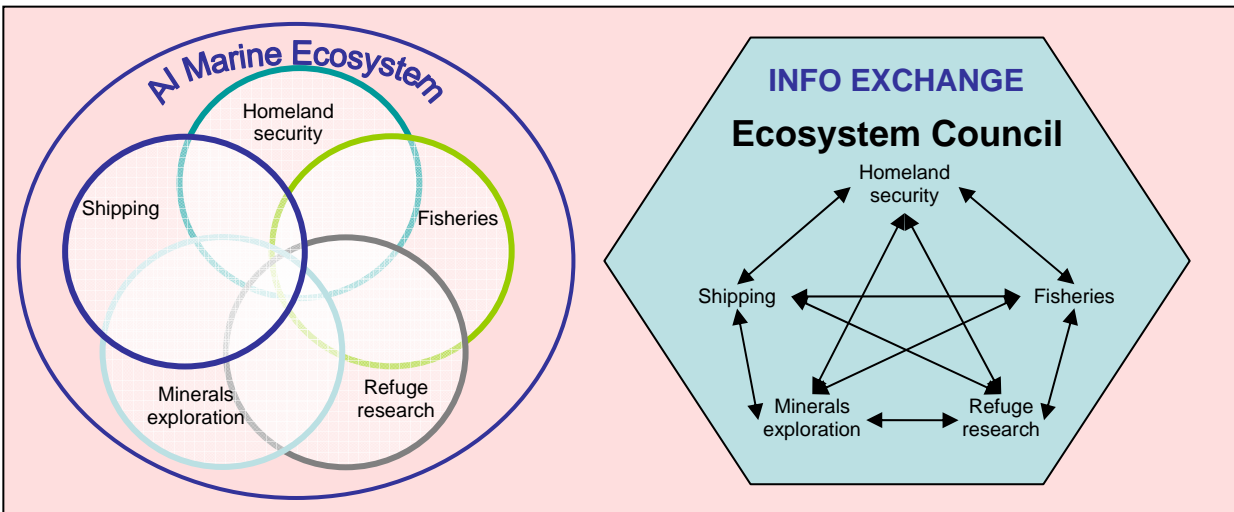 AI Marine Ecosystem
Homeland
security
Shipping
Fisheries
Minerals
exploration
Refuge
research
INFO EXCHANGE
Ecosystem Council
Homeland
security
Shipping
Fisheries
Minerals
exploration
Refuge
research